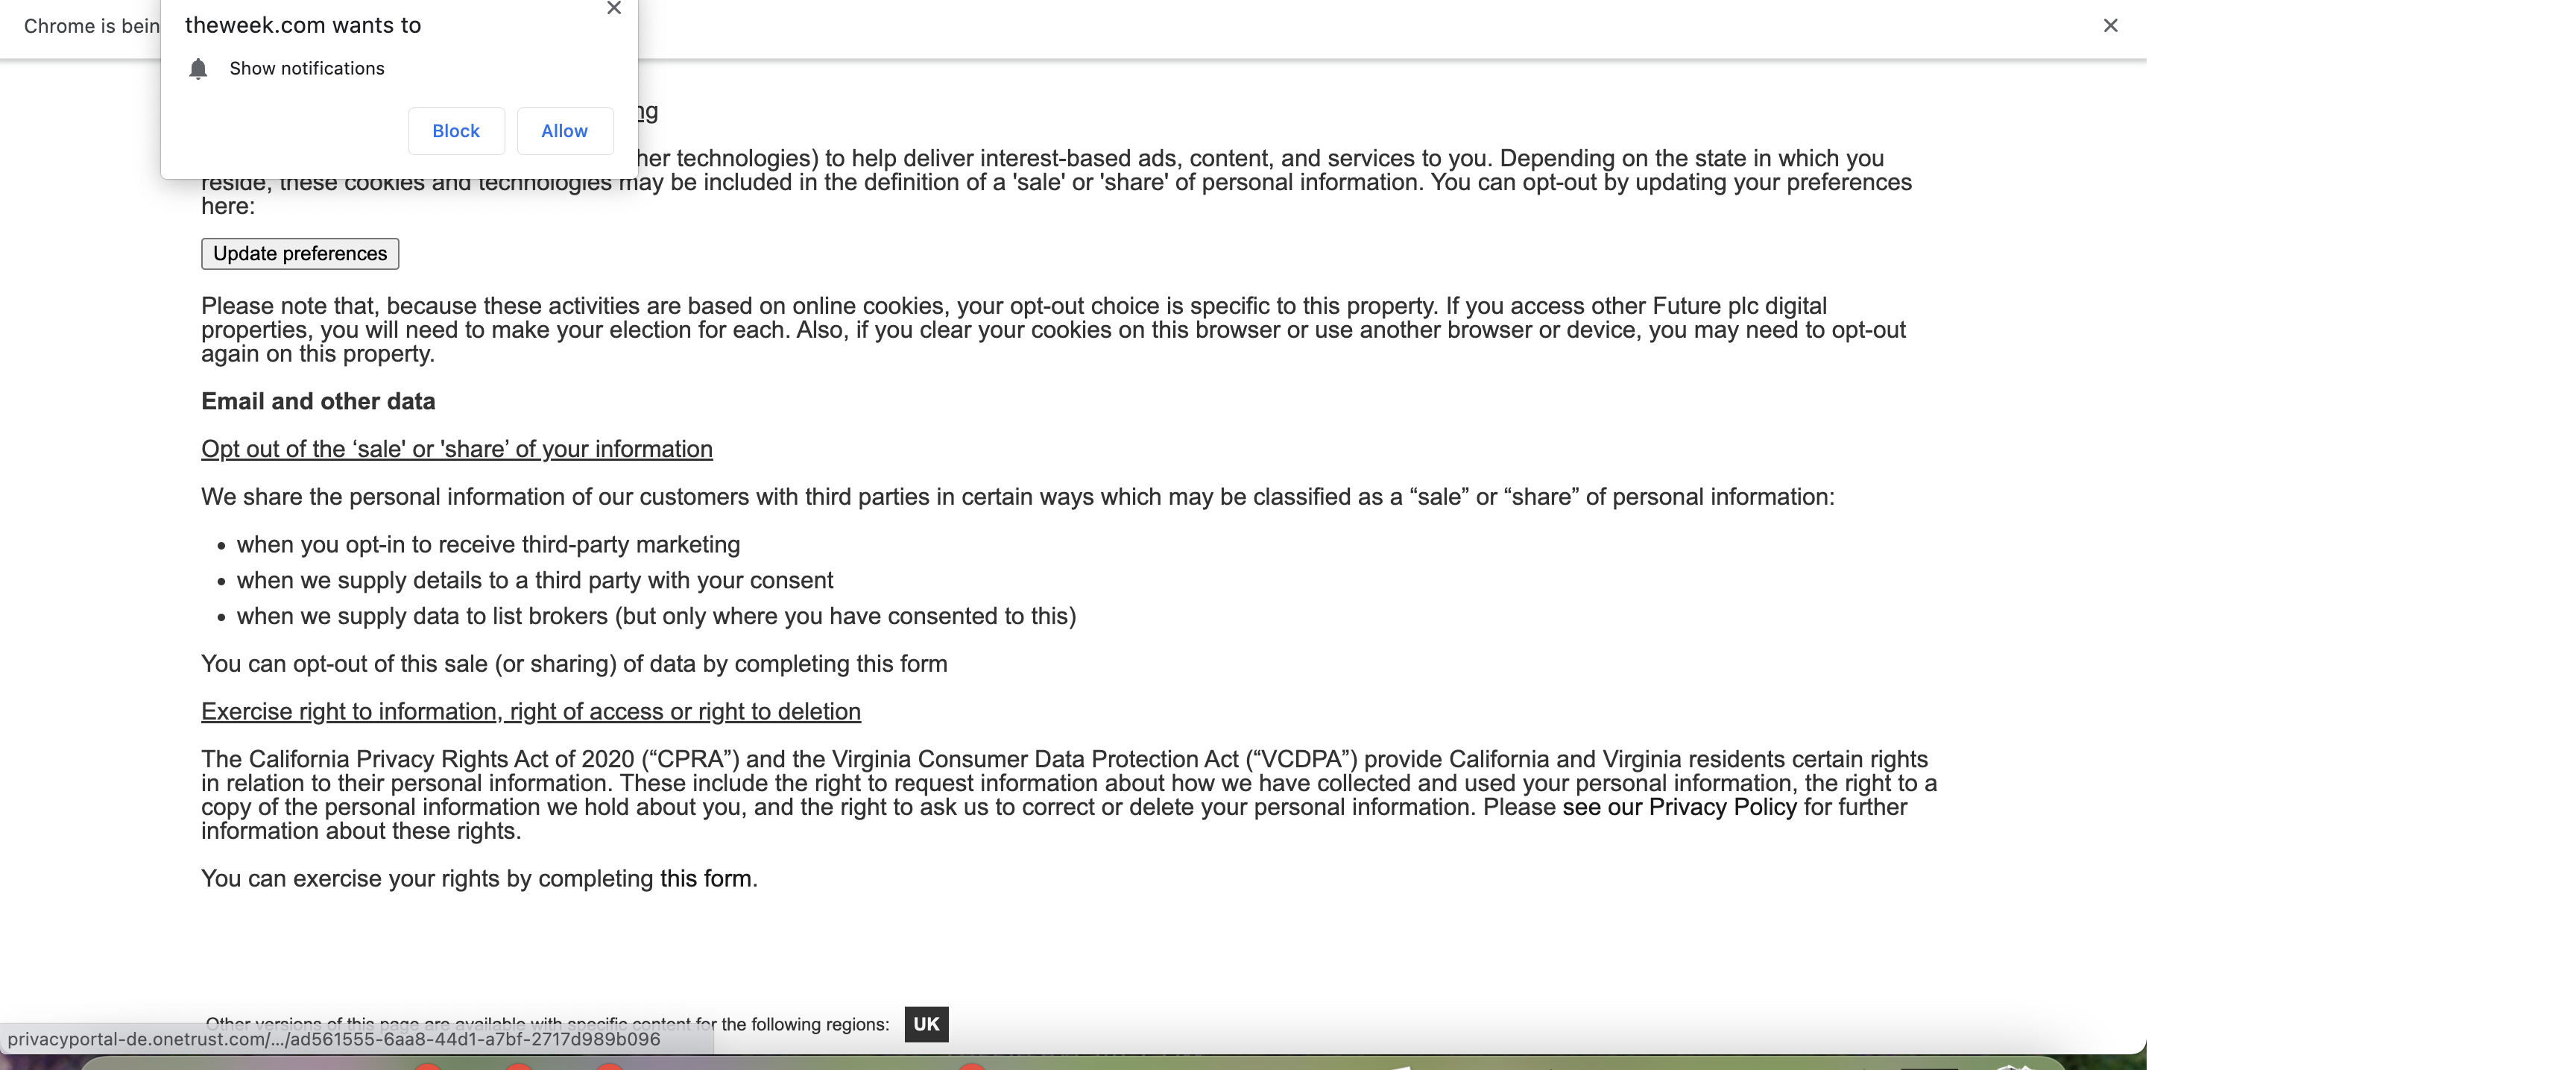 Chrome is bein
theweek.com wants to
Show notifications
Block Allow
ng
her technologies) to help deliver interest-based ads, content, and services to you. Depending on the state in which you
reside, these cookies and technologies may be included in the definition of a 'sale' or 'share' of personal information. You can opt-out by updating your preferences
here:
Update preferences
Please note that, because these activities are based on online cookies, your opt-out choice is specific to this property. If you access other Future plc digital
properties, you will need to make your election for each. Also, if you clear your cookies on this browser or use another browser or device, you may need to opt-out
again on this property.
Email and other data
Opt out of the ‘sale' or 'share’ of your information
We share the personal information of our customers with third parties in certain ways which may be classified as a “sale” or “share” of personal information:
• when you opt-in to receive third-party marketing
• when we supply details to a third party with your consent
• when we supply data to list brokers (but only where you have consented to this)
You can opt-out of this sale (or sharing) of data by completing this form
Exercise right to information, right of access or right to deletion
The California Privacy Rights Act of 2020 (“CPRA”) and the Virginia Consumer Data Protection Act (“VCDPA”) provide California and Virginia residents certain rights
in relation to their personal information. These include the right to request information about how we have collected and used your personal information, the right to a
copy of the personal information we hold about you, and the right to ask us to correct or delete your personal information. Please see our Privacy Policy for further
information about these rights.
You can exercise your rights by completing this form.
Other versions of this page are available with specific content for the following regions: UK
privacyportal-de.onetrust.com/.../ad561555-6aa8-44d1-a7bf-2717d989b096